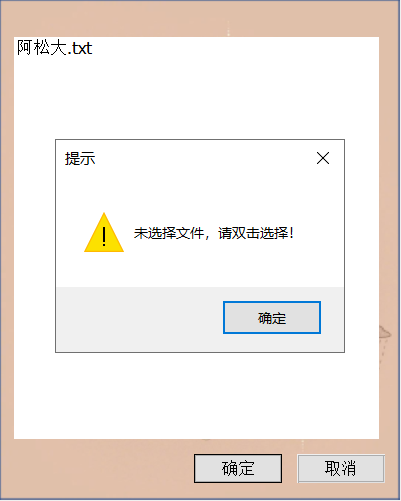 阿松大.txt
提示
未选择文件，请双击选择！
确定
确定
取消